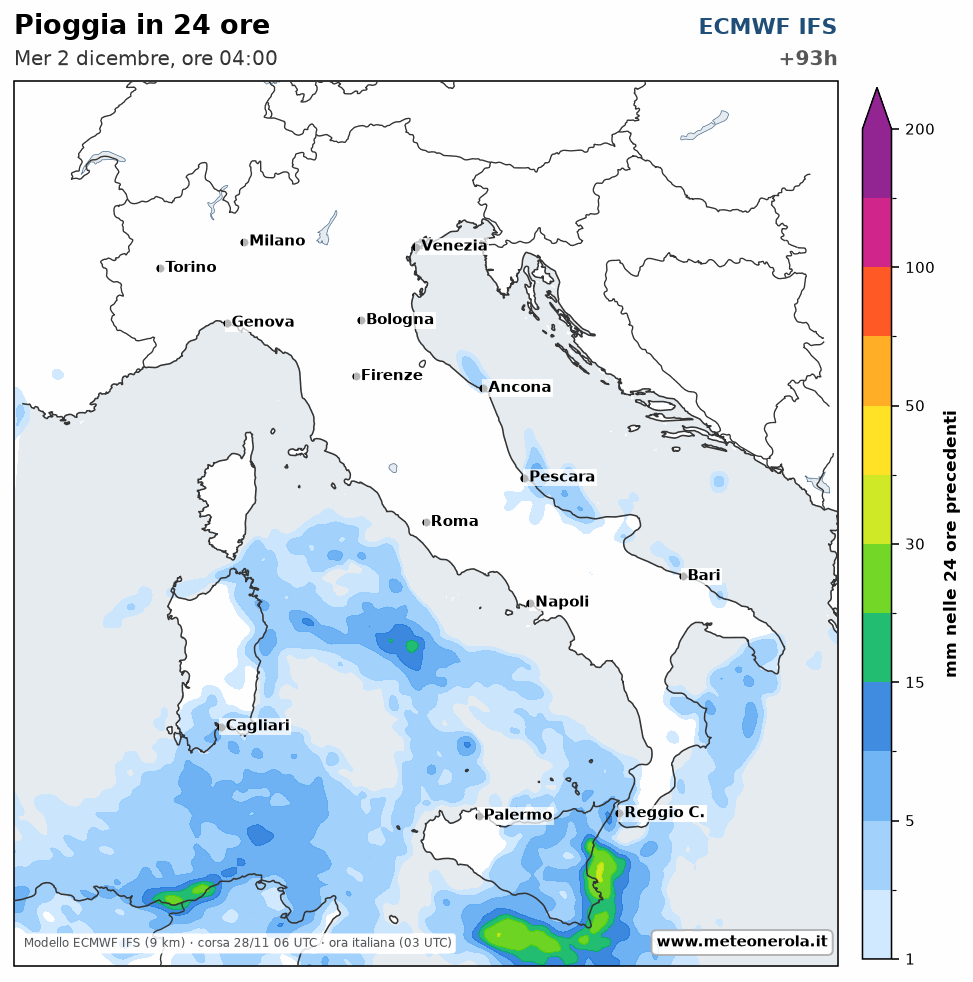 Pioggia in 24 ore
ECMWF IFS
Mer 2 dicembre, ore 04:00
+93h
200
100
50
30
15
5
1
mm nelle 24 ore precedenti
Venezia
Milano
Torino
Genova
Bologna
Firenze
Ancona
Pescara
Roma
Bari
Napoli
Cagliari
Palermo
Reggio C.
Modello ECMWF IFS (9 km) · corsa 28/11 06 UTC · ora italiana (03 UTC)
www.meteonerola.it